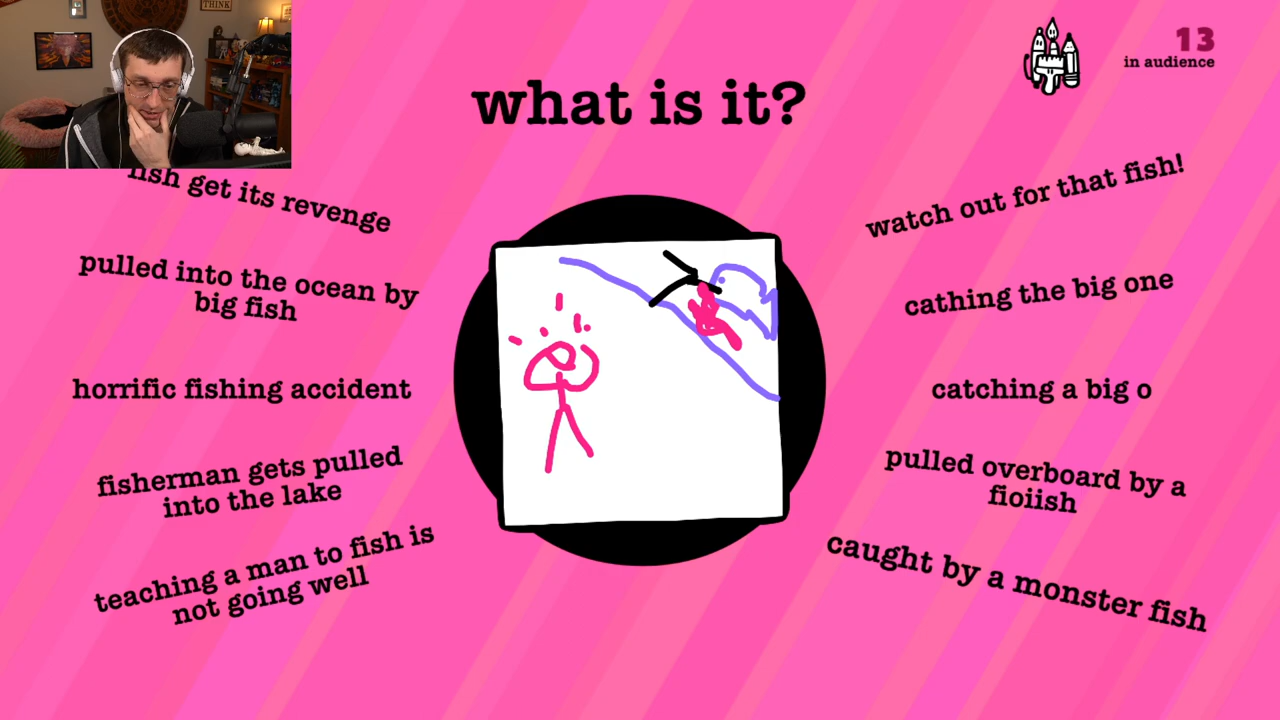 THINK
13
in audience
what is it?
fish get its revenge
pulled into the ocean by
big fish
horrific fishing accident
fisherman gets pulled
into the lake
teaching a man to fish is
not going well
watch out for that fish!
cathing the big one
catching a big o
pulled overboard by a
fioiish
caught by a monster fish